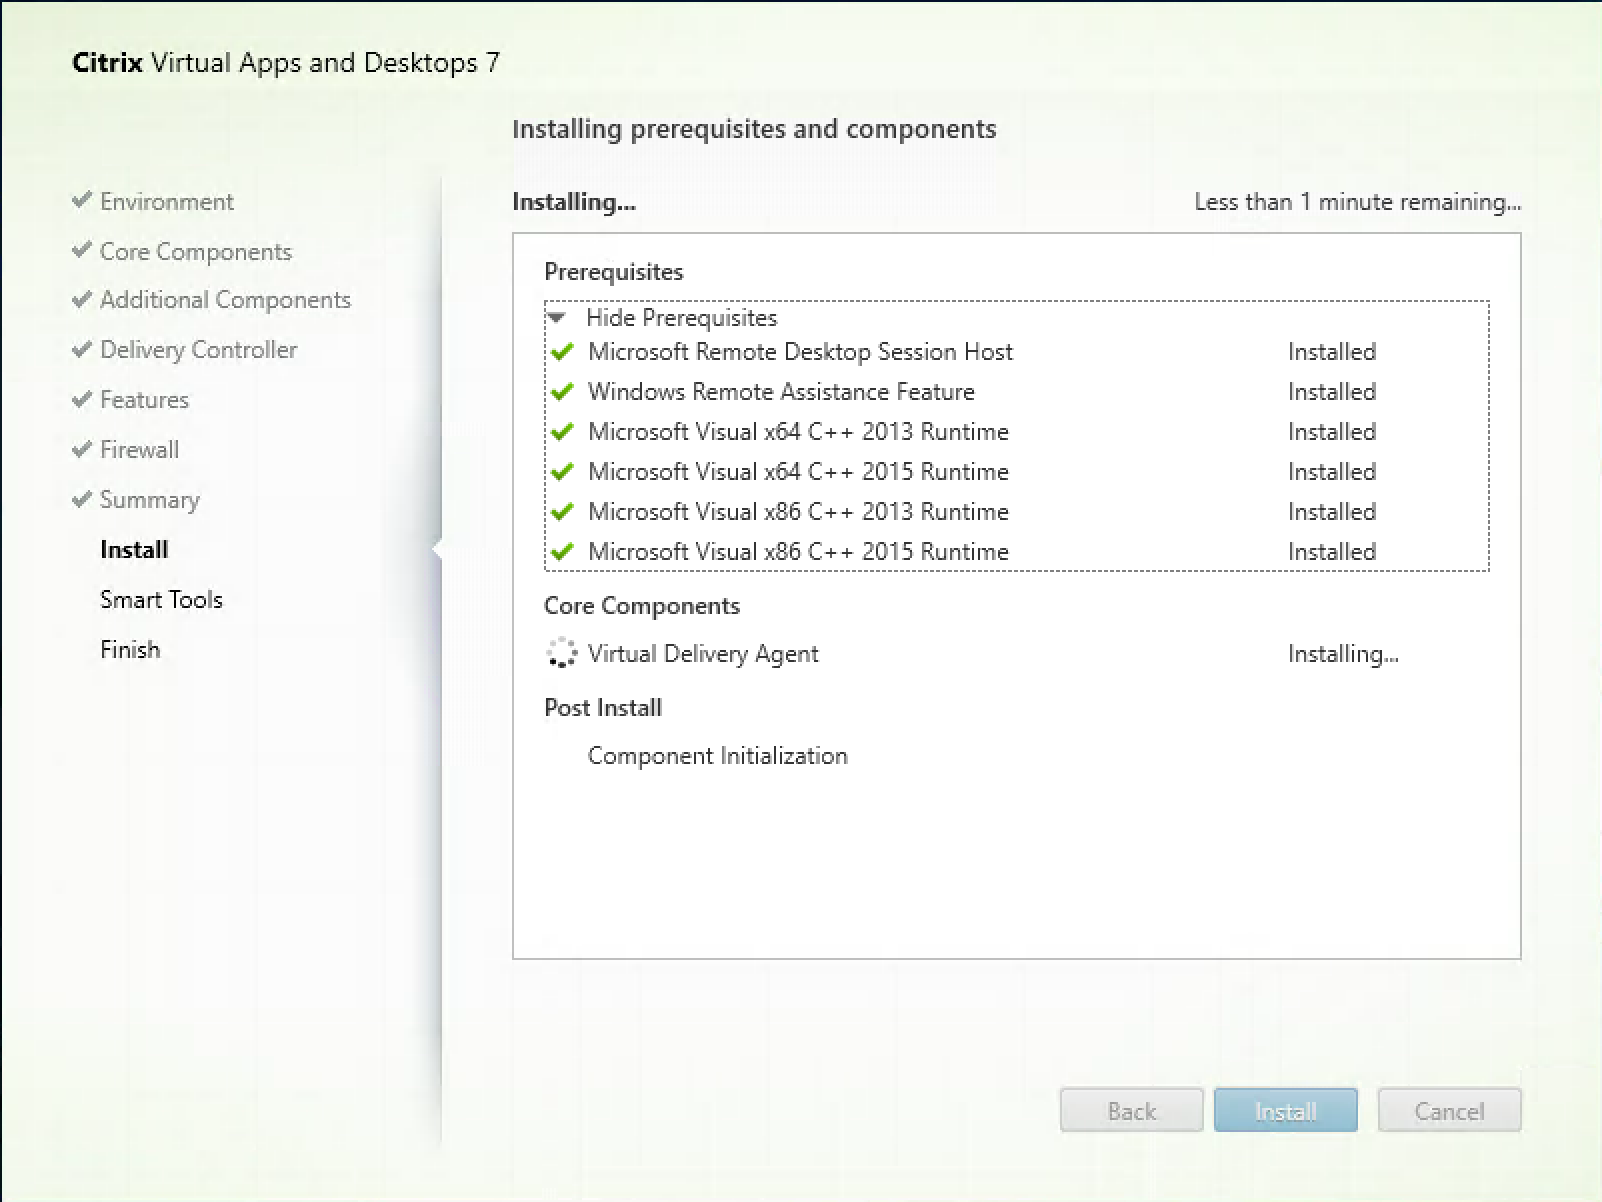 Citrix Virtual Apps and Desktops 7
Installing prerequisites and components
Environment
Core Components
Additional Components
Delivery Controller
Features
Firewall
Summary
Install
Smart Tools
Finish
Installing... Less than 1 minute remaining...
Prerequisites
Hide Prerequisites
Microsoft Remote Desktop Session Host Installed
Windows Remote Assistance Feature Installed
Microsoft Visual x64 C++ 2013 Runtime Installed
Microsoft Visual x64 C++ 2015 Runtime Installed
Microsoft Visual x86 C++ 2013 Runtime Installed
Microsoft Visual x86 C++ 2015 Runtime Installed
Core Components
Virtual Delivery Agent Installing...
Post Install
Component Initialization
Back Install Cancel